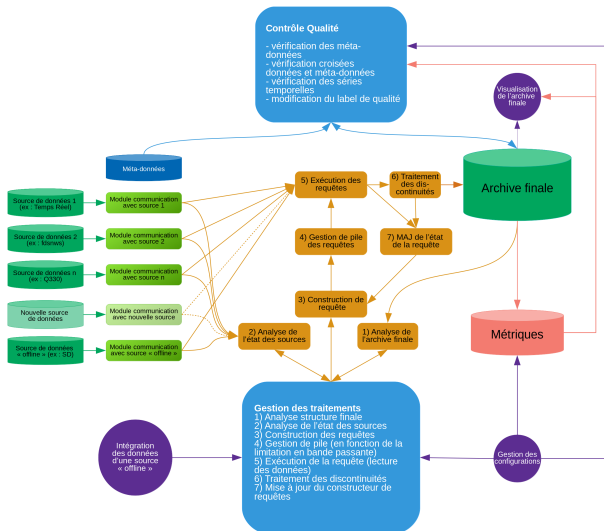 Contrôle Qualité
- vérification des méta-
données
- vérification croisées
données et méta-données
- vérification des séries
temporelles
- modification du label de qualité
Visualisation
de l'archive
finale
Méta-données
5) Exécution des
requêtes
6) Traitement
des dis-
continuités
Archive finale
Source de données 1
(ex : Temps Réel)
Module communication
avec source 1
Source de données 2
(ex : fdsnws)
Module communication
avec source 2
4) Gestion de
pile des requêtes
7) MAJ de l'état
de la requête
Source de données n
(ex : Q330)
Module communication
avec source n
3) Construction de
requête
Nouvelle source
de données
Module communication
avec nouvelle source
2) Analyse de
l'état des sources
1) Analyse de
l'archive finale
Métriques
Source de données
« offline » (ex : SD)
Module communication
avec source « offline »
Gestion des traitements
1) Analyse structure finale
2) Analyse de l'état des sources
3) Construction des requêtes
4) Gestion de pile (en fonction de la
limitation en bande passante)
5) Exécution de la requête (lecture
des données)
6) Traitement des discontinuités
7) Mise à jour du constructeur de
requêtes
Intégration
des données
d'une source
« offline »
Gestion des
configurations